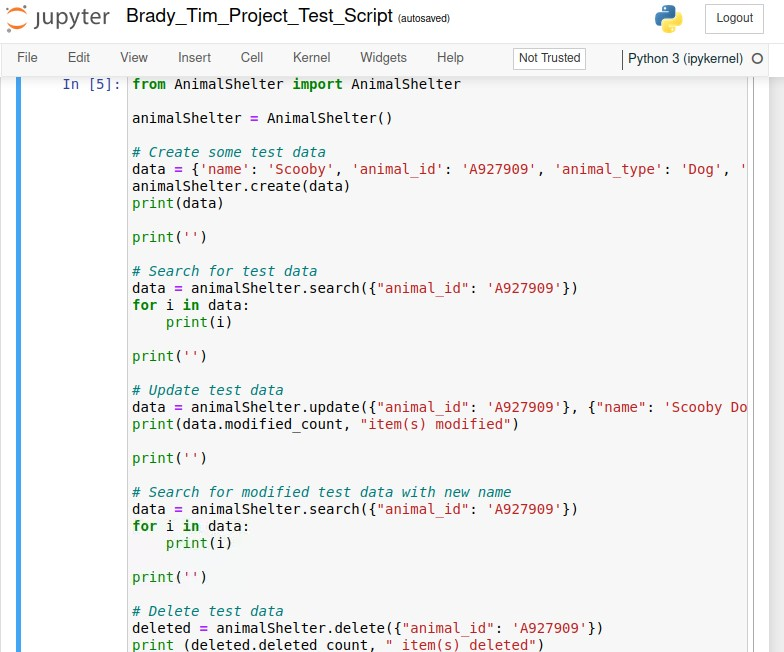 jupyter Brady_Tim_Project_Test_Script (autosaved) Logout
File Edit View Insert Cell Kernel Widgets Help Not Trusted Python 3 (ipykernel)
In [5]: from AnimalShelter import AnimalShelter
animalShelter = AnimalShelter()
# Create some test data
data = {'name': 'Scooby', 'animal_id': 'A927909', 'animal_type': 'Dog', '
animalShelter.create(data)
print(data)
print('')
# Search for test data
data = animalShelter.search({"animal_id": 'A927909'})
for i in data:
    print(i)
print('')
# Update test data
data = animalShelter.update({"animal_id": 'A927909'}, {"name": 'Scooby Do
print(data.modified_count, "item(s) modified")
print('')
# Search for modified test data with new name
data = animalShelter.search({"animal_id": 'A927909'})
for i in data:
    print(i)
print('')
# Delete test data
deleted = animalShelter.delete({"animal_id": 'A927909'})
print (deleted.deleted_count, " item(s) deleted")